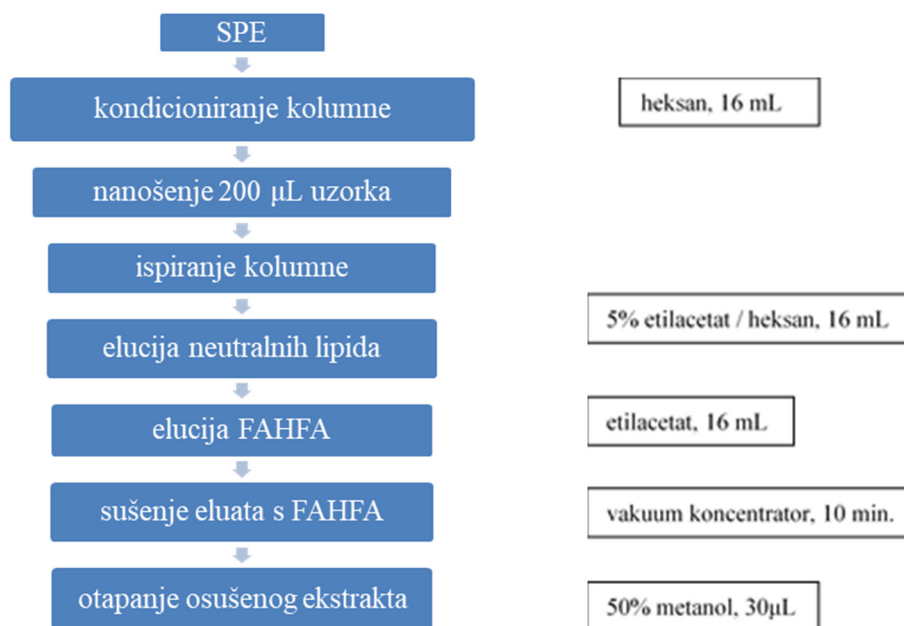 SPE
kondicioniranje kolumne
heksan, 16 mL
nanošenje 200 µL uzorka
ispiranje kolumne
5% etilacetat / heksan, 16 mL
elucija neutralnih lipida
elucija FAHFA
etilacetat, 16 mL
sušenje eluata s FAHFA
vakuum koncentrator, 10 min.
otapanje osušenog ekstrakta
50% metanol, 30µL